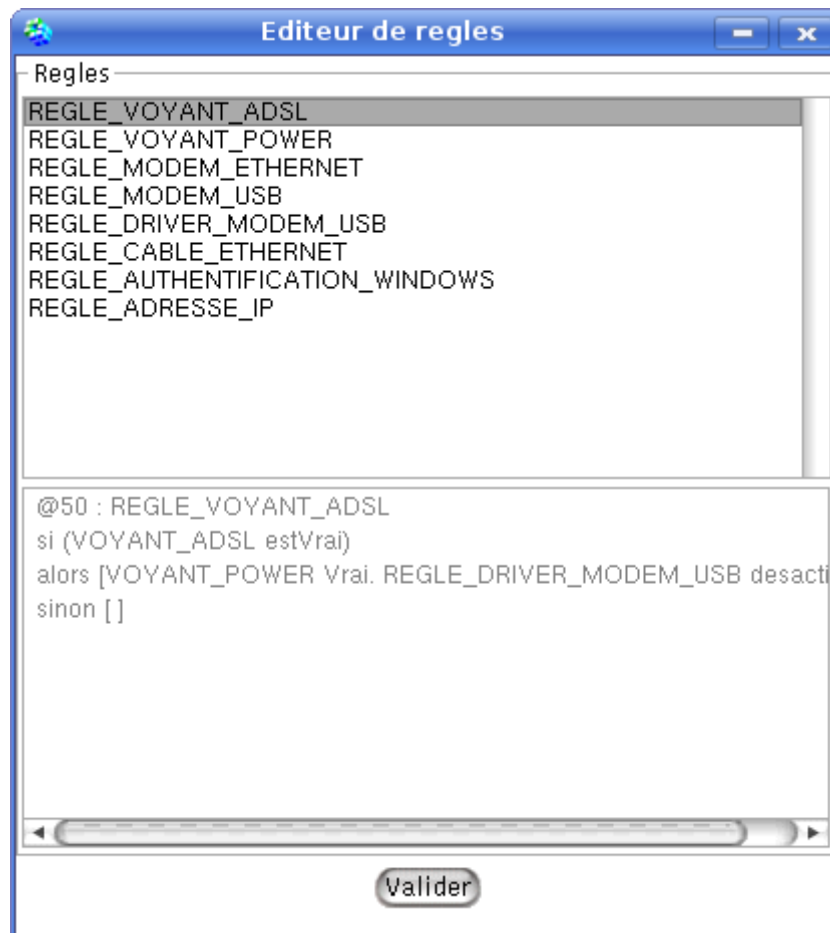 Editeur de regles
Regles
REGLE_VOYANT_ADSL
REGLE_VOYANT_POWER
REGLE_MODEM_ETHERNET
REGLE_MODEM_USB
REGLE_DRIVER_MODEM_USB
REGLE_CABLE_ETHERNET
REGLE_AUTHENTIFICATION_WINDOWS
REGLE_ADRESSE_IP
@50 : REGLE_VOYANT_ADSL
si (VOYANT_ADSL estVrai)
alors [VOYANT_POWER Vrai. REGLE_DRIVER_MODEM_USB desacti
sinon [ ]
Valider